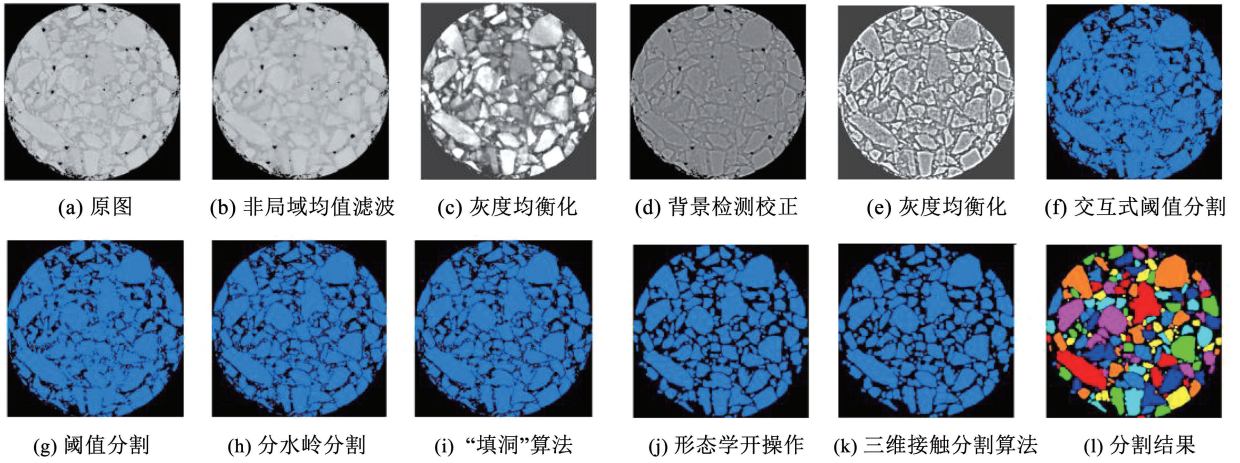 (a) 原图 (b) 非局域均值滤波 (c) 灰度均衡化 (d) 背景检测校正 (e) 灰度均衡化 (f) 交互式阈值分割
(g) 阈值分割 (h) 分水岭分割 (i) “填洞”算法 (j) 形态学开操作 (k) 三维接触分割算法 (l) 分割结果